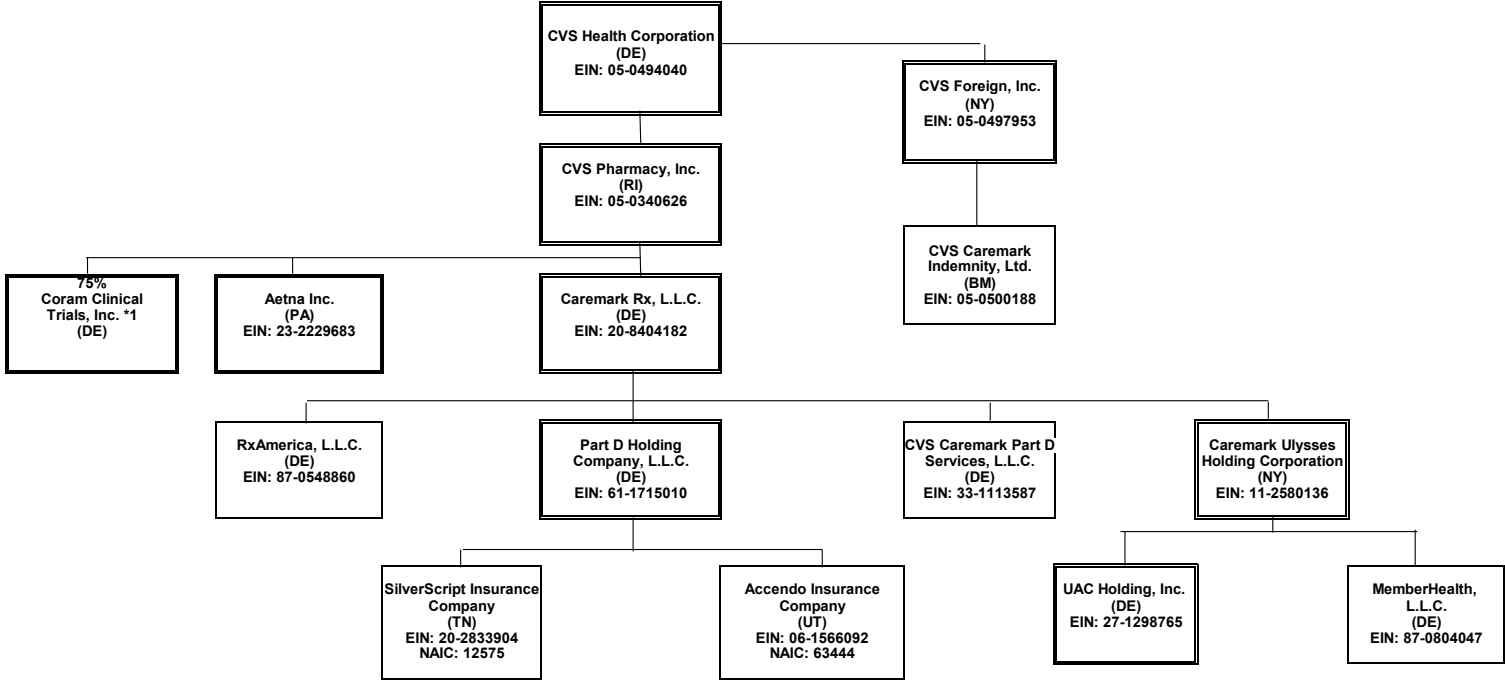 CVS Health Corporation
(DE)
EIN: 05-0494040
CVS Foreign, Inc.
(NY)
EIN: 05-0497953
CVS Pharmacy, Inc.
(RI)
EIN: 05-0340626
CVS Caremark
Indemnity, Ltd.
(BM)
EIN: 05-0500188
75%
Coram Clinical
Trials, Inc. *1
(DE)
Aetna Inc.
(PA)
EIN: 23-2229683
Caremark Rx, L.L.C.
(DE)
EIN: 20-8404182
RxAmerica, L.L.C.
(DE)
EIN: 87-0548860
Part D Holding
Company, L.L.C.
(DE)
EIN: 61-1715010
CVS Caremark Part D
Services, L.L.C.
(DE)
EIN: 33-1113587
Caremark Ulysses
Holding Corporation
(NY)
EIN: 11-2580136
SilverScript Insurance
Company
(TN)
EIN: 20-2833904
NAIC: 12575
Accendo Insurance
Company
(UT)
EIN: 06-1566092
NAIC: 63444
UAC Holding, Inc.
(DE)
EIN: 27-1298765
MemberHealth,
L.L.C.
(DE)
EIN: 87-0804047